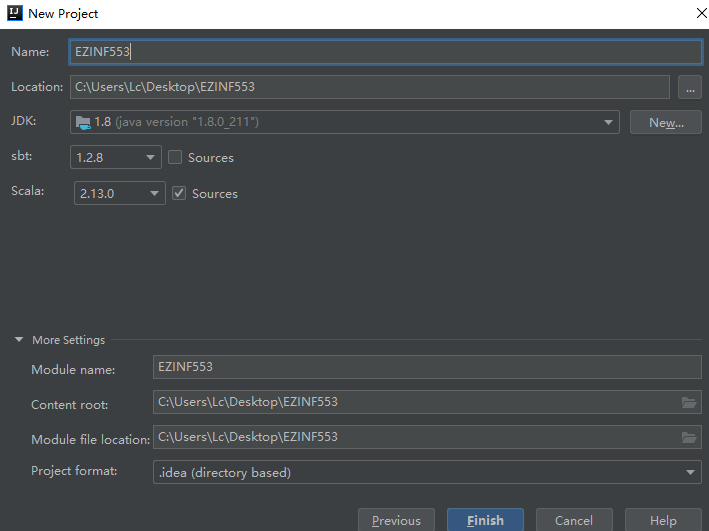 New Project
Name: EZINF553
Location: C:\Users\Lc\Desktop\EZINF553 ...
JDK: 1.8 (java version "1.8.0_211") New...
sbt: 1.2.8 Sources
Scala: 2.13.0 Sources
More Settings
Module name: EZINF553
Content root: C:\Users\Lc\Desktop\EZINF553
Module file location: C:\Users\Lc\Desktop\EZINF553
Project format: .idea (directory based)
Previous Finish Cancel Help